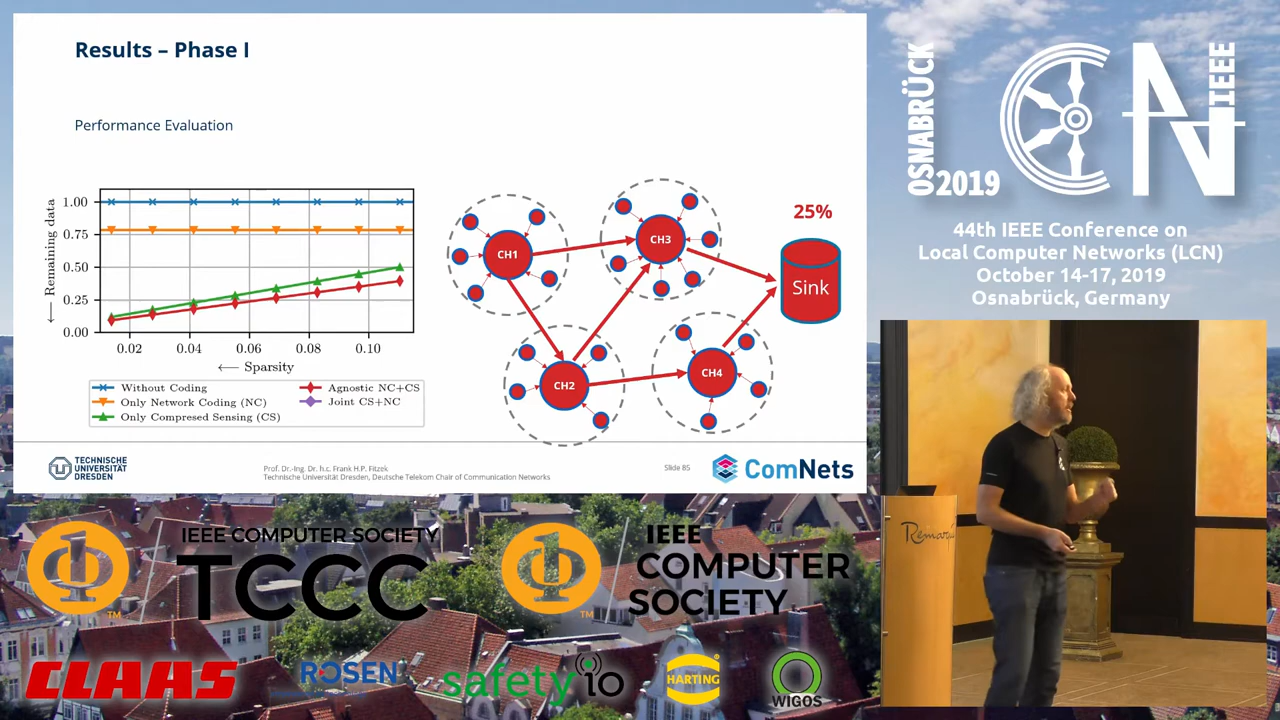 Results – Phase I
Performance Evaluation
⟵ Remaining data
1.00
0.75
0.50
0.25
0.00
0.02
0.04
0.06
0.08
0.10
⟵ Sparsity
Without Coding
Only Network Coding (NC)
Only Compresed Sensing (CS)
Agnostic NC+CS
Joint CS+NC
CH1
CH2
CH3
CH4
25%
Sink
TECHNISCHE
UNIVERSITÄT
DRESDEN
Prof. Dr.-Ing. Dr. h.c. Frank H.P. Fitzek
Technische Universität Dresden, Deutsche Telekom Chair of Communication Networks
Slide 85
ComNets
OSNABRÜCK
2019
LCN
IEEE
44th IEEE Conference on
Local Computer Networks (LCN)
October 14-17, 2019
Osnabrück, Germany
IEEE COMPUTER SOCIETY
TCCC
TM
IEEE
COMPUTER
SOCIETY
TM
CLAAS
ROSEN
safetyio
HARTING
WIGOS